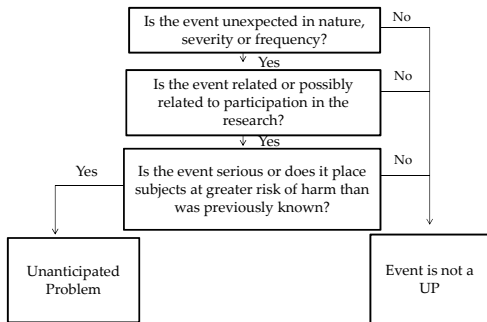 Is the event unexpected in nature,
severity or frequency?
No
Yes
Is the event related or possibly
related to participation in the
research?
No
Yes
Is the event serious or does it place
subjects at greater risk of harm than
was previously known?
Yes
No
Unanticipated
Problem
Event is not a
UP